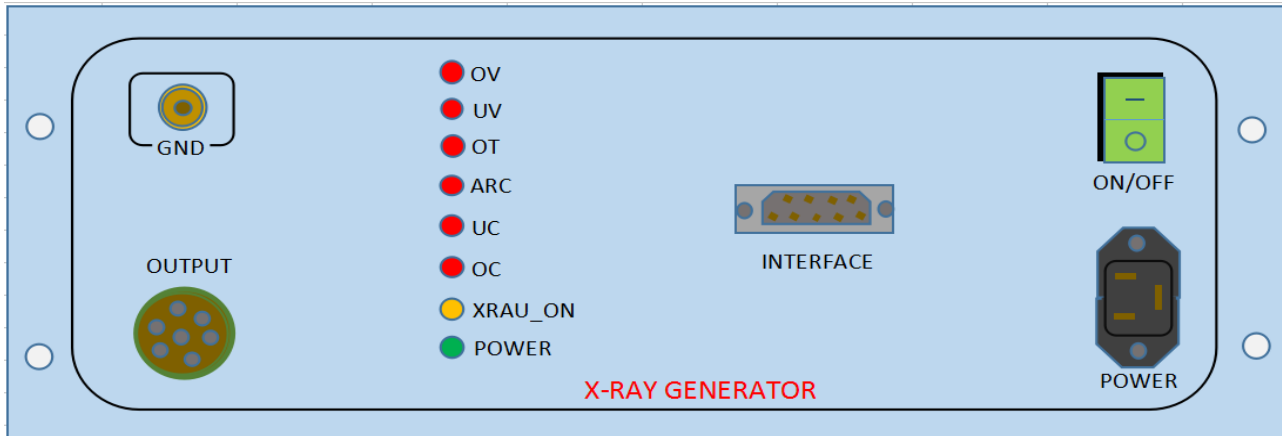 GND
OUTPUT
OV
UV
OT
ARC
UC
OC
XRAU_ON
POWER
INTERFACE
ON/OFF
POWER
X-RAY GENERATOR